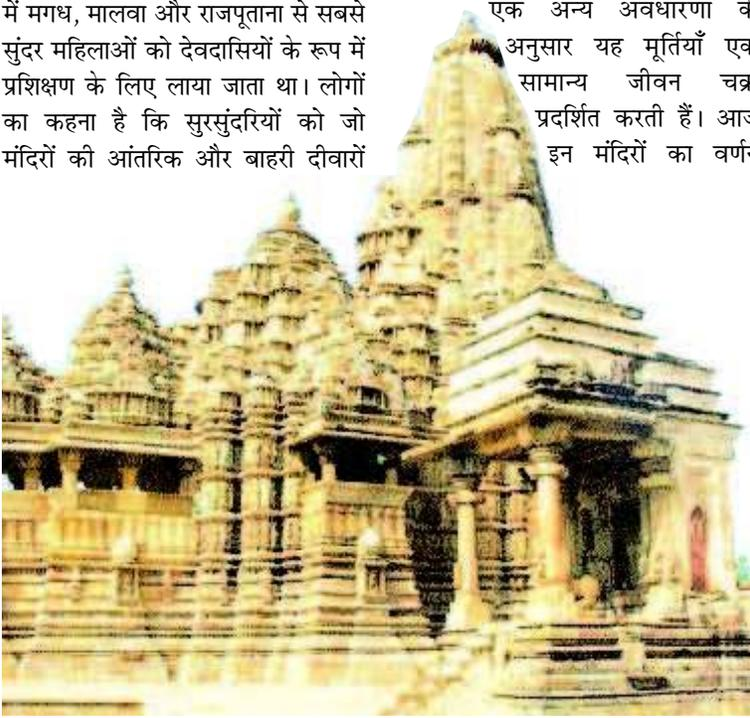 में मगध, मालवा और राजपूताना से सबसे
सुंदर महिलाओं को देवदासियों के रूप में
प्रशिक्षण के लिए लाया जाता था। लोगों
का कहना है कि सुरसुंदरियों को जो
मंदिरों की आंतरिक और बाहरी दीवारों
एक अन्य अवधारणा
अनुसार यह मूर्तियाँ
सामान्य जीवन
प्रदर्शित करती हैं।
इन मंदिरों का